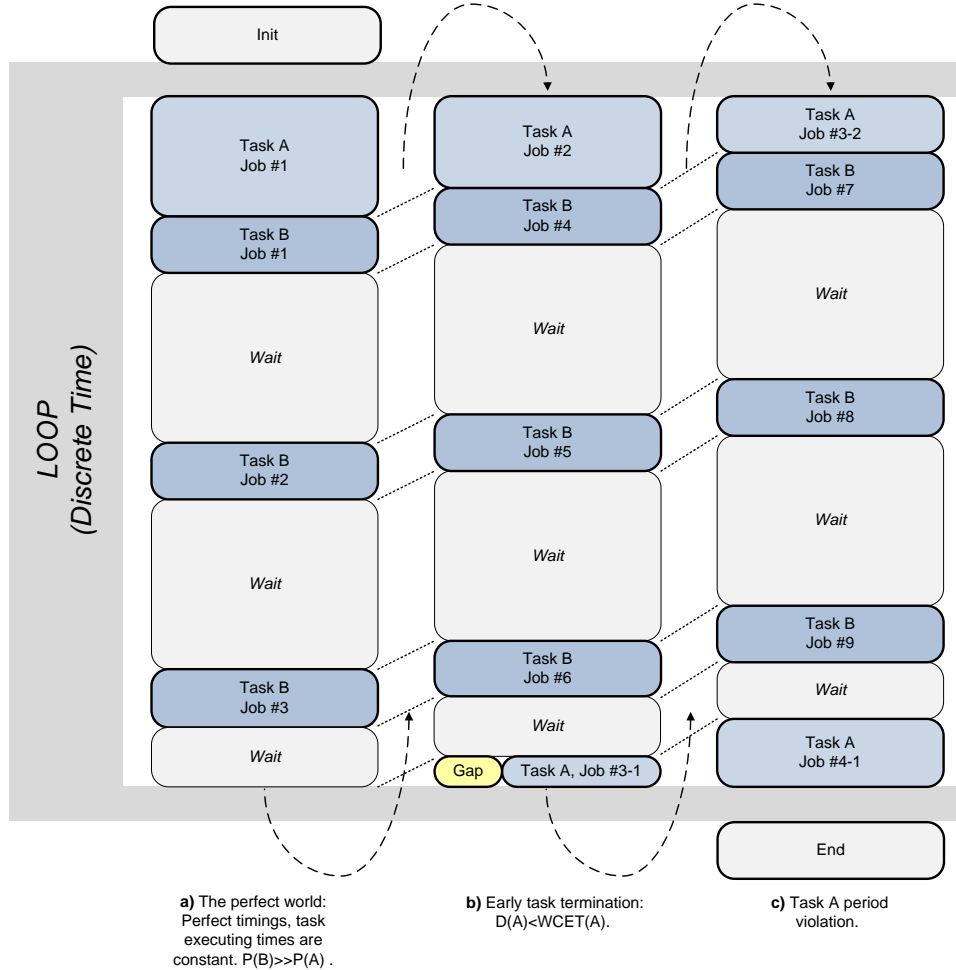 Init
LOOP
(Discrete Time)
Task A
Job #1
Task B
Job #1
Wait
Task B
Job #2
Wait
Task B
Job #3
Wait
Task A
Job #2
Task B
Job #4
Wait
Task B
Job #5
Wait
Task B
Job #6
Wait
Gap
Task A, Job #3-1
Task A
Job #3-2
Task B
Job #7
Wait
Task B
Job #8
Wait
Task B
Job #9
Wait
Task A
Job #4-1
End
a) The perfect world:
Perfect timings, task
executing times are
constant. P(B)>>P(A) .
b) Early task termination:
D(A)<WCET(A).
c) Task A period
violation.